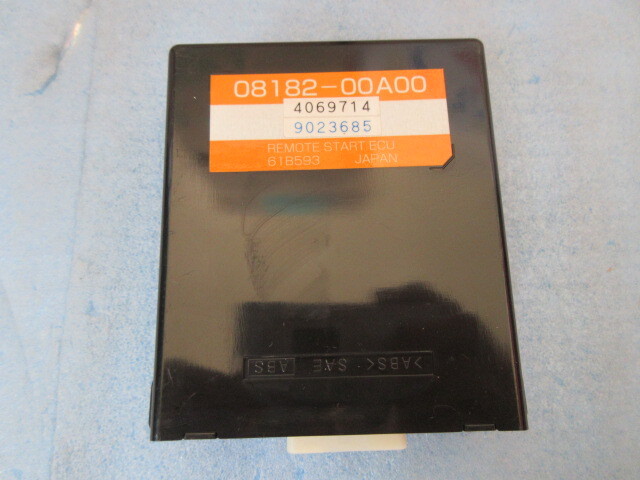 08182-00A00
4069714
9023685
REMOTE START ECU
61B593 JAPAN
>ABS< SAE ABS